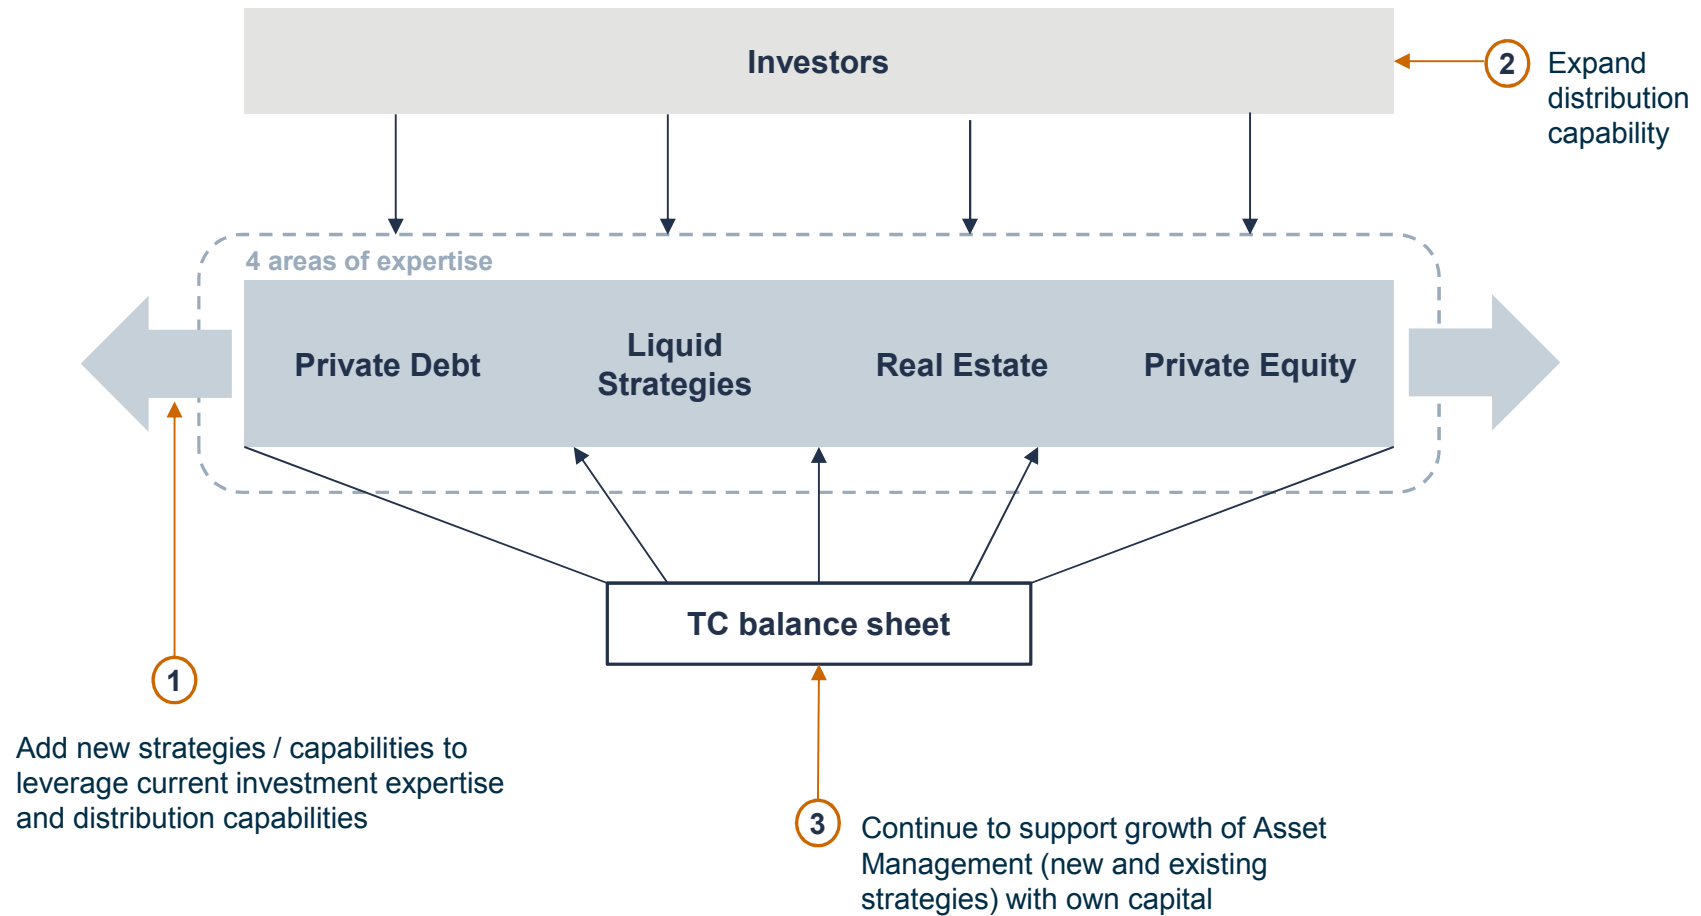 Investors
2
Expand
distribution
capability
4 areas of expertise
Private Debt
Liquid
Strategies
Real Estate
Private Equity
TC balance sheet
1
Add new strategies / capabilities to
leverage current investment expertise
and distribution capabilities
3
Continue to support growth of Asset
Management (new and existing
strategies) with own capital